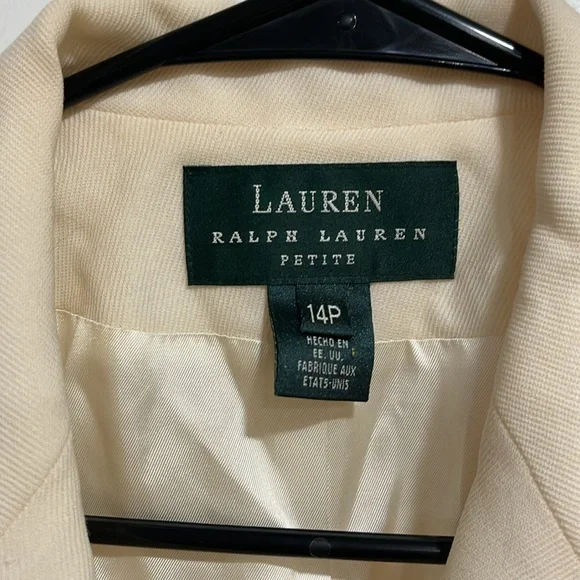 LAUREN
RALPH LAUREN
PETITE
14P
HECHO EN
EE. UU.
FABRIQUE AUX
ETATS-UNIS